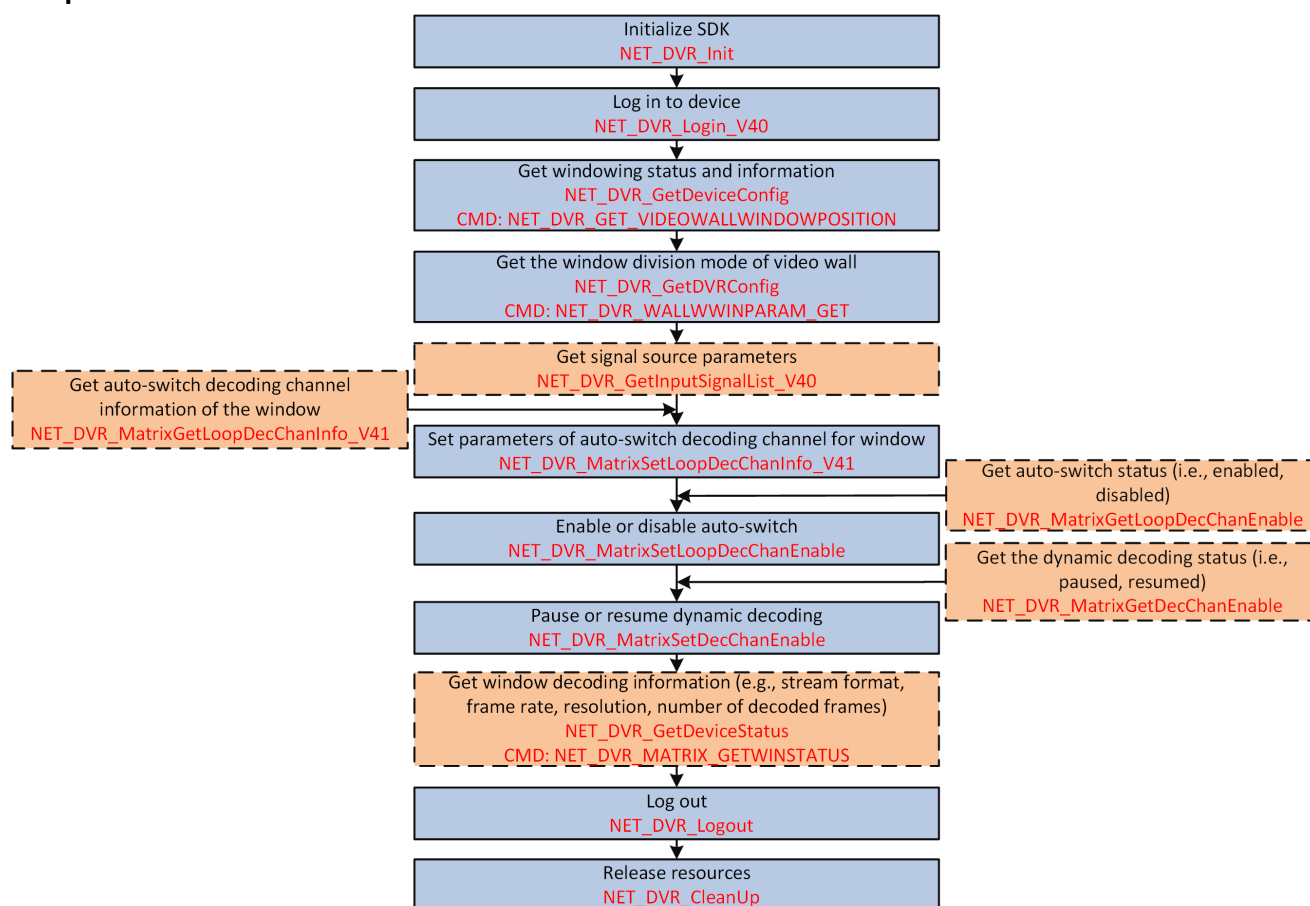 Initialize SDK
NET_DVR_Init
Log in to device
NET_DVR_Login_V40
Get windowing status and information
NET_DVR_GetDeviceConfig
CMD: NET_DVR_GET_VIDEOWALLWINDOWPOSITION
Get the window division mode of video wall
NET_DVR_GetDVRConfig
CMD: NET_DVR_WALLWWINPARAM_GET
Get signal source parameters
NET_DVR_GetInputSignalList_V40
Get auto-switch decoding channel
information of the window
NET_DVR_MatrixGetLoopDecChanInfo_V41
Set parameters of auto-switch decoding channel for window
NET_DVR_MatrixSetLoopDecChanInfo_V41
Get auto-switch status (i.e., enabled,
disabled)
NET_DVR_MatrixGetLoopDecChanEnable
Enable or disable auto-switch
NET_DVR_MatrixSetLoopDecChanEnable
Get the dynamic decoding status (i.e.,
paused, resumed)
NET_DVR_MatrixGetDecChanEnable
Pause or resume dynamic decoding
NET_DVR_MatrixSetDecChanEnable
Get window decoding information (e.g., stream format,
frame rate, resolution, number of decoded frames)
NET_DVR_GetDeviceStatus
CMD: NET_DVR_MATRIX_GETWINSTATUS
Log out
NET_DVR_Logout
Release resources
NET_DVR_CleanUp